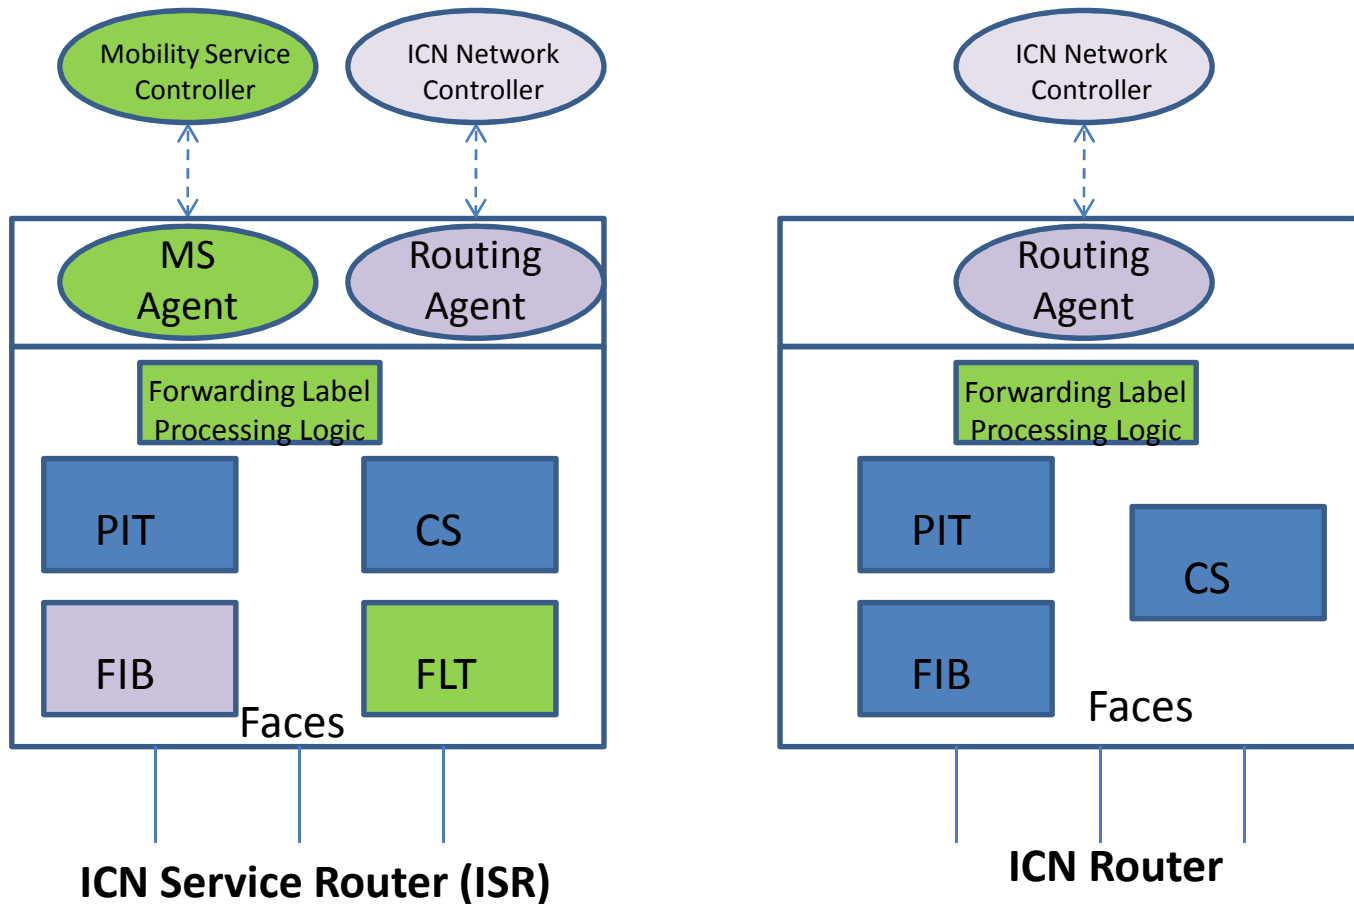 Mobility Service
Controller
ICN Network
Controller
MS
Agent
Routing
Agent
Forwarding Label
Processing Logic
PIT
CS
FIB
FLT
Faces
ICN Service Router (ISR)
ICN Network
Controller
Routing
Agent
Forwarding Label
Processing Logic
PIT
CS
FIB
Faces
ICN Router